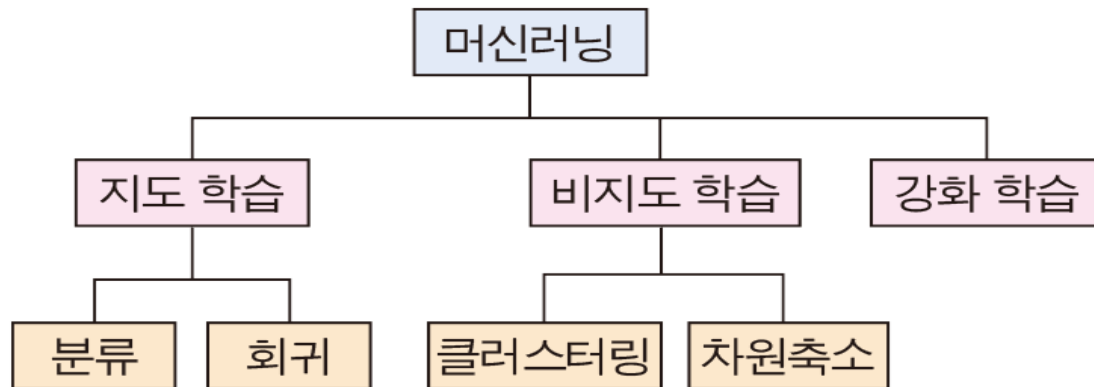 머신러닝
지도 학습
비지도 학습
강화 학습
분류
회귀
클러스터링
차원축소